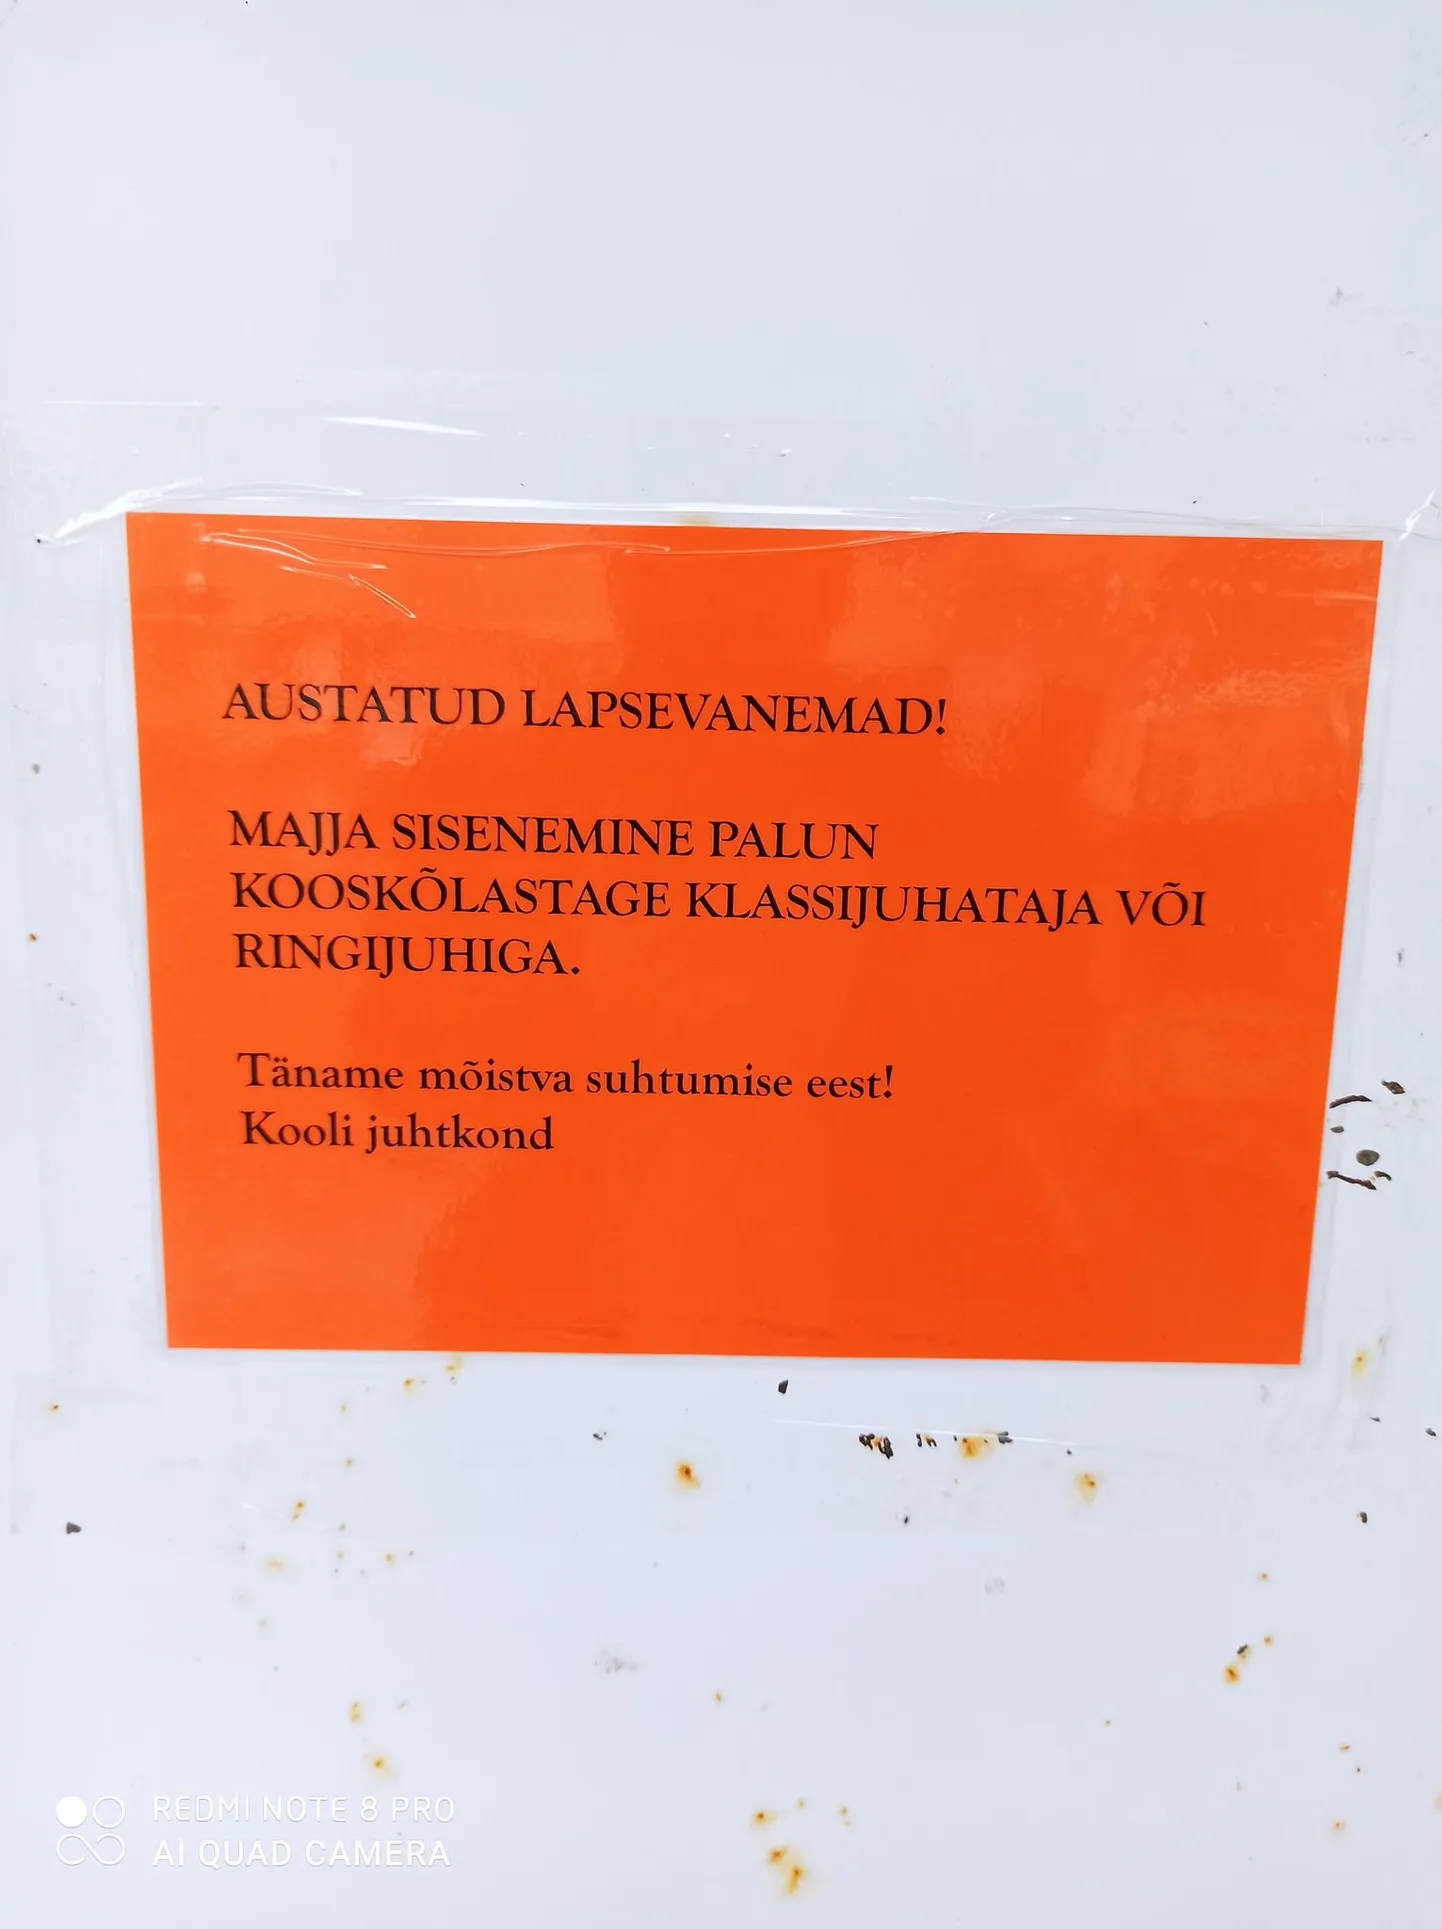 AUSTATUD LAPSEVANEMAD!
MAJJA SISENEMINE PALUN
KOOSKÕLASTAGE KLASSIJUHATAJA VÕI
RINGIJUHIGA.
Täname mõistva suhtumise eest!
Kooli juhtkond
REDMI NOTE 8 PRO
AI QUAD CAMERA